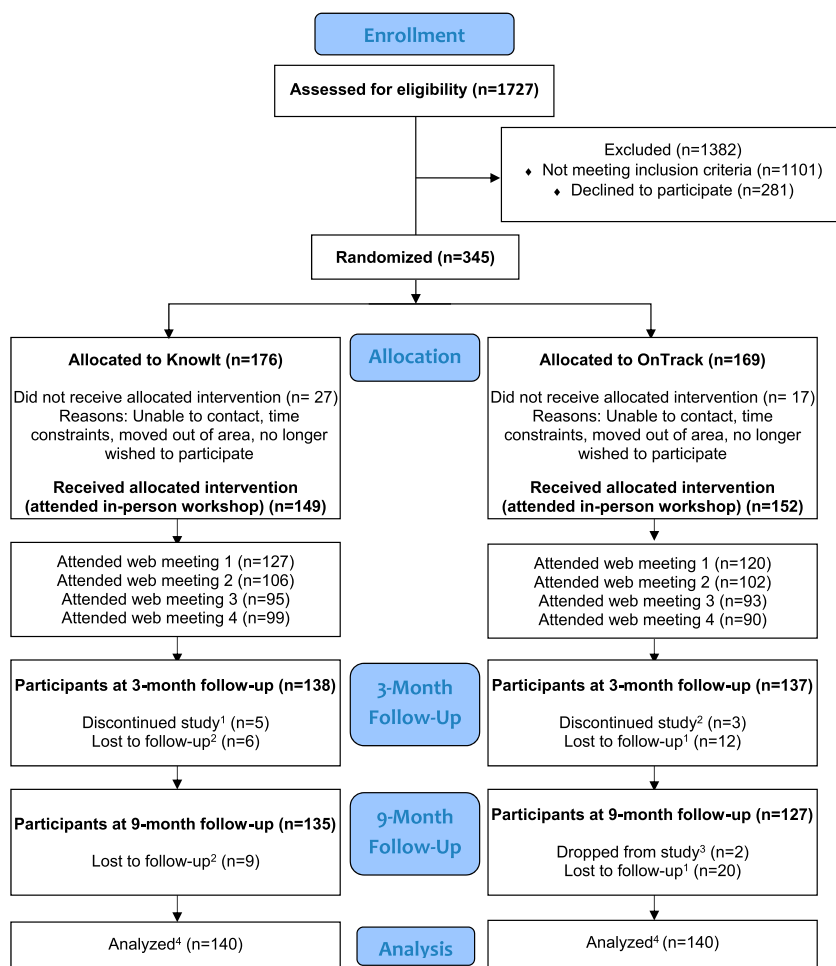 Enrollment
Assessed for eligibility (n=1727)
Excluded (n=1382)
♦ Not meeting inclusion criteria (n=1101)
♦ Declined to participate (n=281)
Randomized (n=345)
Allocated to KnowIt (n=176)
Did not receive allocated intervention (n= 27)
Reasons: Unable to contact, time
constraints, moved out of area, no longer
wished to participate
Received allocated intervention
(attended in-person workshop) (n=149)
Allocation
Allocated to OnTrack (n=169)
Did not receive allocated intervention (n= 17)
Reasons: Unable to contact, time
constraints, moved out of area, no longer
wished to participate
Received allocated intervention
(attended in-person workshop) (n=152)
Attended web meeting 1 (n=127)
Attended web meeting 2 (n=106)
Attended web meeting 3 (n=95)
Attended web meeting 4 (n=99)
Attended web meeting 1 (n=120)
Attended web meeting 2 (n=102)
Attended web meeting 3 (n=93)
Attended web meeting 4 (n=90)
Participants at 3-month follow-up (n=138)
Discontinued study¹ (n=5)
Lost to follow-up² (n=6)
3-Month
Follow-Up
Participants at 3-month follow-up (n=137)
Discontinued study² (n=3)
Lost to follow-up¹ (n=12)
Participants at 9-month follow-up (n=135)
Lost to follow-up² (n=9)
9-Month
Follow-Up
Participants at 9-month follow-up (n=127)
Dropped from study³ (n=2)
Lost to follow-up¹ (n=20)
Analyzed⁴ (n=140)
Analysis
Analyzed⁴ (n=140)